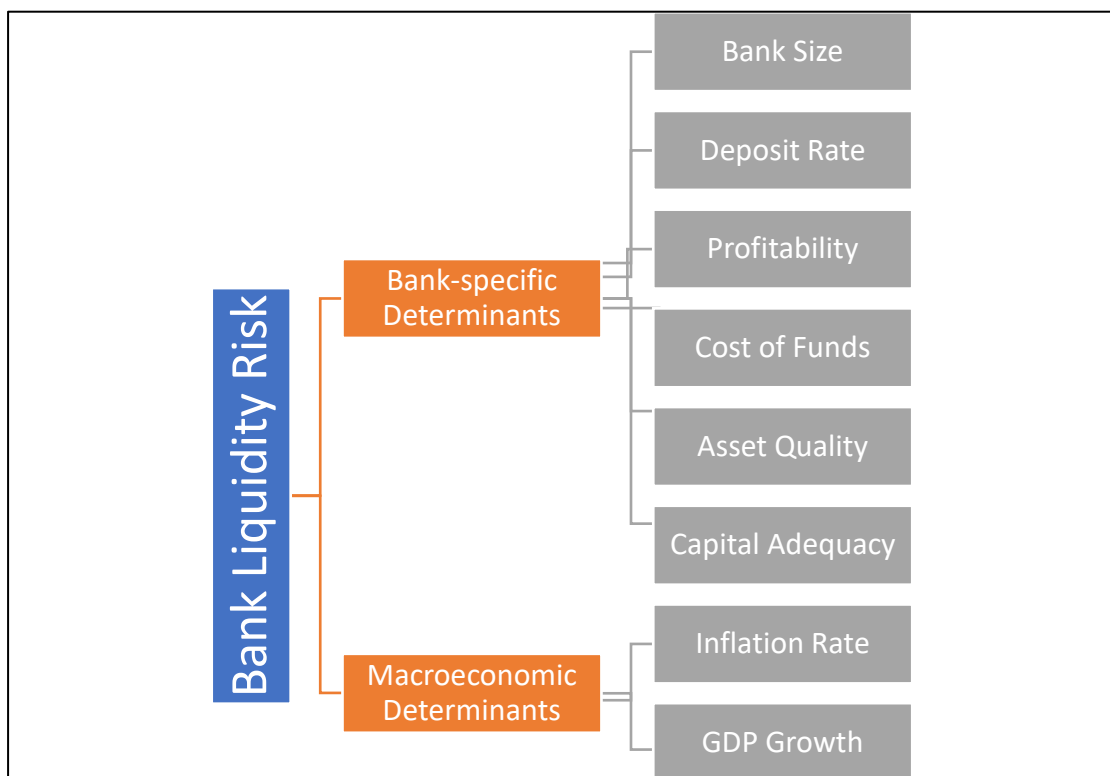 Bank Liquidity Risk
Bank-specific
Determinants
Macroeconomic
Determinants
Bank Size
Deposit Rate
Profitability
Cost of Funds
Asset Quality
Capital Adequacy
Inflation Rate
GDP Growth